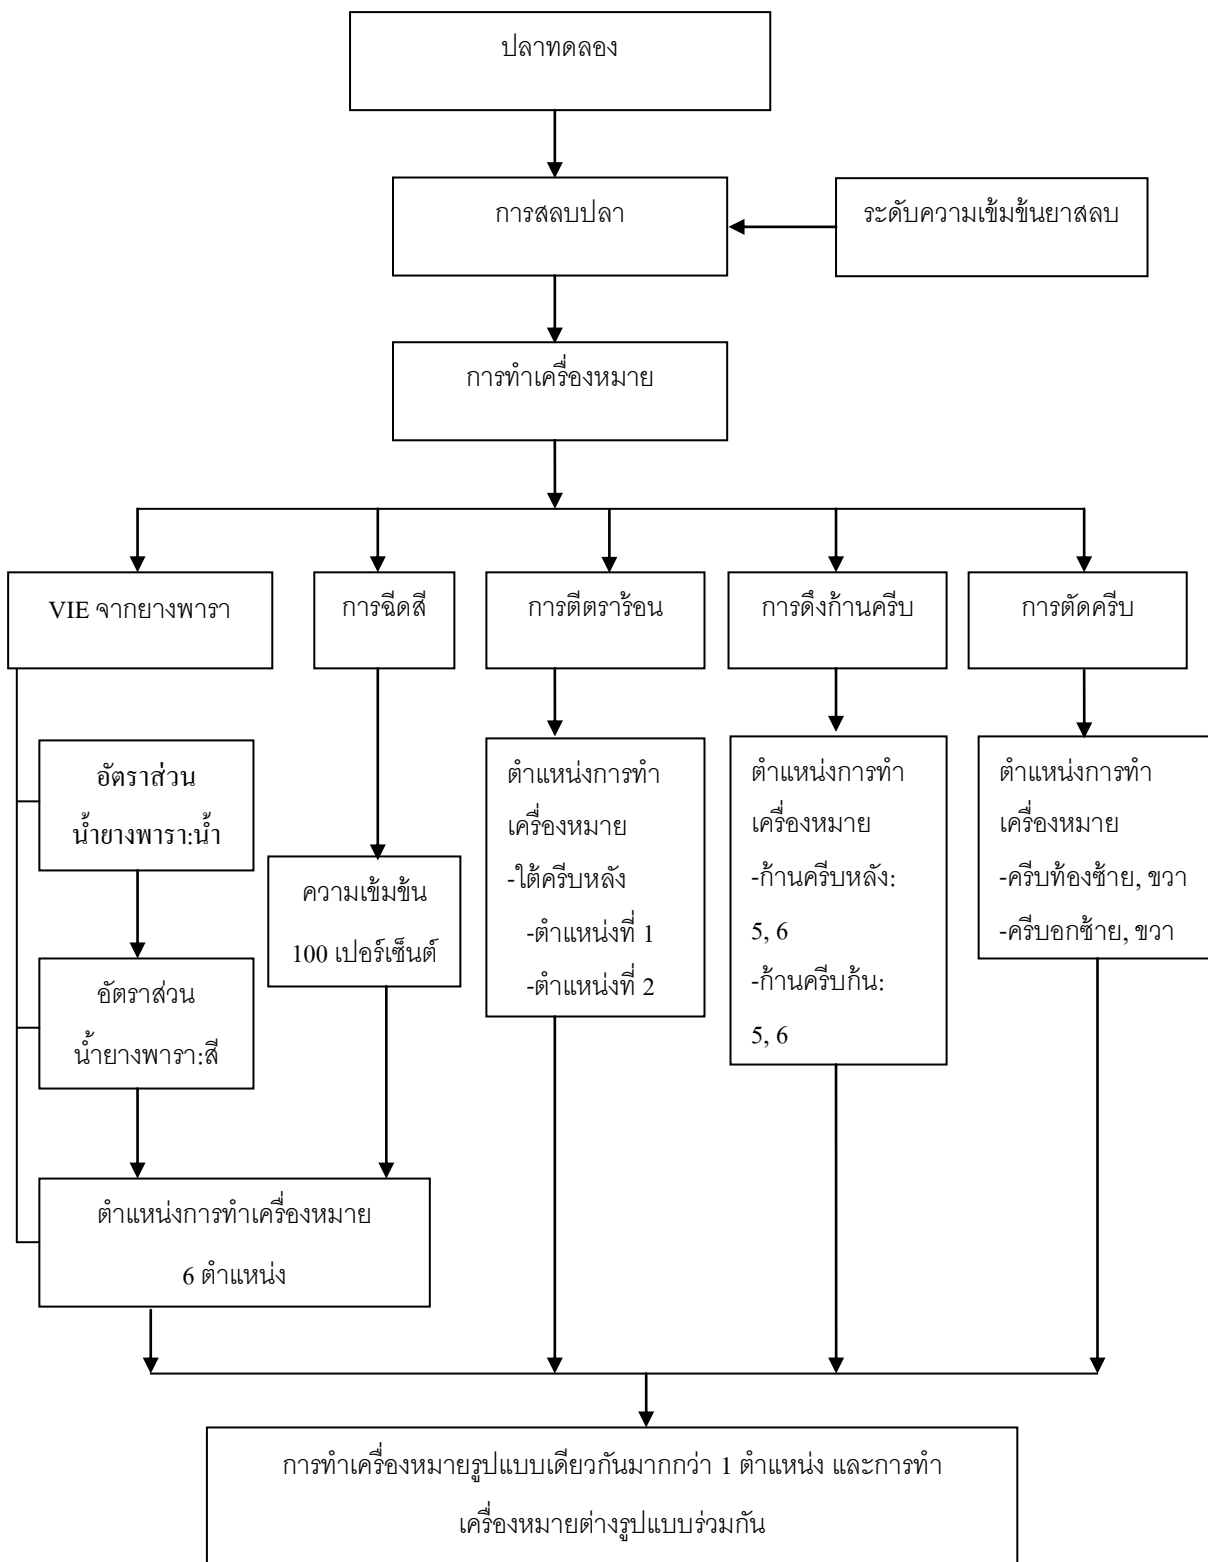 ปลาทดลอง
การสลบปลา
ระดับความเข้มข้นยาสลบ
การทำเครื่องหมาย
VIE จากยางพารา
การฉีดสี
การตีตราร้อน
การดึงก้านครีบ
การตัดครีบ
อัตราส่วน
น้ำยางพารา:น้ำ
อัตราส่วน
น้ำยางพารา:สี
ความเข้มข้น
100 เปอร์เซ็นต์
ตำแหน่งการทำ
เครื่องหมาย
-ใต้ครีบหลัง
-ตำแหน่งที่ 1
-ตำแหน่งที่ 2
ตำแหน่งการทำ
เครื่องหมาย
-ก้านครีบหลัง:
5, 6
-ก้านครีบก้น:
5, 6
ตำแหน่งการทำ
เครื่องหมาย
-ครีบท้องซ้าย, ขวา
-ครีบอกซ้าย, ขวา
ตำแหน่งการทำเครื่องหมาย
6 ตำแหน่ง
การทำเครื่องหมายรูปแบบเดียวกันมากกว่า 1 ตำแหน่ง และการทำ
เครื่องหมายต่างรูปแบบร่วมกัน